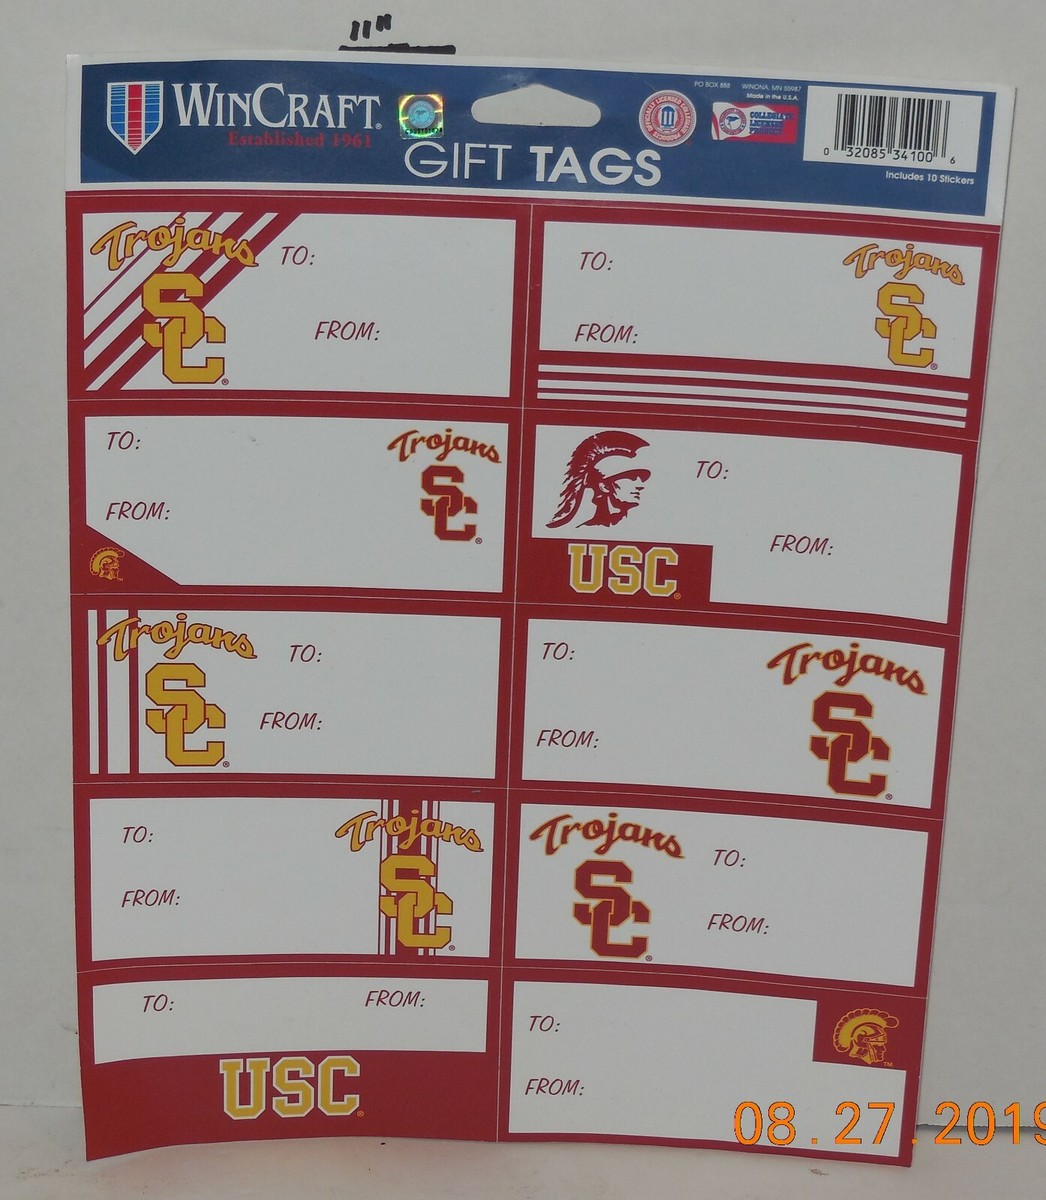 11"
WINCRAFT®
Established 1961
GIFT TAGS
PO BOX 888 WINONA, MN 55987
Made in the U.S.A.
0 32085 34100 6
Includes 10 Stickers
Trojans
SC®
TO:
FROM:
TO:
FROM:
Trojans
SC®
TO:
FROM:
Trojans
SC®
TO:
FROM:
USC®
Trojans
SC®
TO:
FROM:
TO:
FROM:
Trojans
SC®
TO:
FROM:
Trojans
SC®
Trojans
SC®
TO:
FROM:
TO: FROM:
USC
TO:
FROM:
TM
08.27.2019